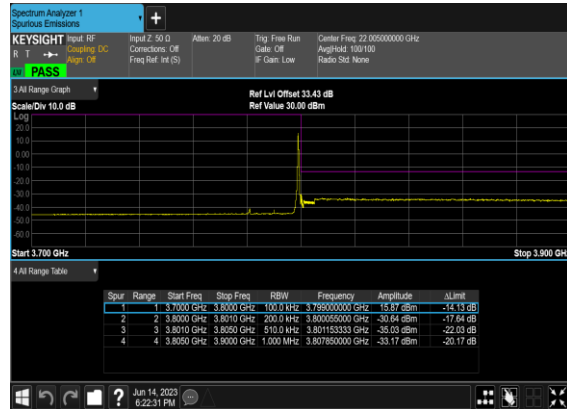 Spectrum Analyzer 1
Spurious Emissions
KEYSIGHT Input: RF Input Z: 50 Ω Atten: 20 dB Trig: Free Run Center Freq: 22.005000000 GHz
R T Coupling: DC Corrections: Off Gate: Off Avg|Hold: 100/100
Align: Off Freq Ref: Int (S) IF Gain: Low Radio Std: None
PASS
3 All Range Graph
Ref Lvl Offset 33.43 dB
Scale/Div 10.0 dB Ref Value 30.00 dBm
Log
20.0
10.0
0.00
-10.0
-20.0
-30.0
-40.0
-50.0
-60.0
Start 3.700 GHz Stop 3.900 GH
4 All Range Table
Spur Range Start Freq Stop Freq RBW Frequency Amplitude ΔLimit
1 1 3.7000 GHz 3.8000 GHz 100.0 kHz 3.799000000 GHz 15.87 dBm -14.13 dB
2 2 3.8000 GHz 3.8010 GHz 200.0 kHz 3.800055000 GHz -30.64 dBm -17.64 dB
3 3 3.8010 GHz 3.8050 GHz 510.0 kHz 3.801153333 GHz -35.03 dBm -22.03 dB
4 4 3.8050 GHz 3.9000 GHz 1.000 MHz 3.807850000 GHz -33.17 dBm -20.17 dB
? Jun 14, 2023
6:22:31 PM